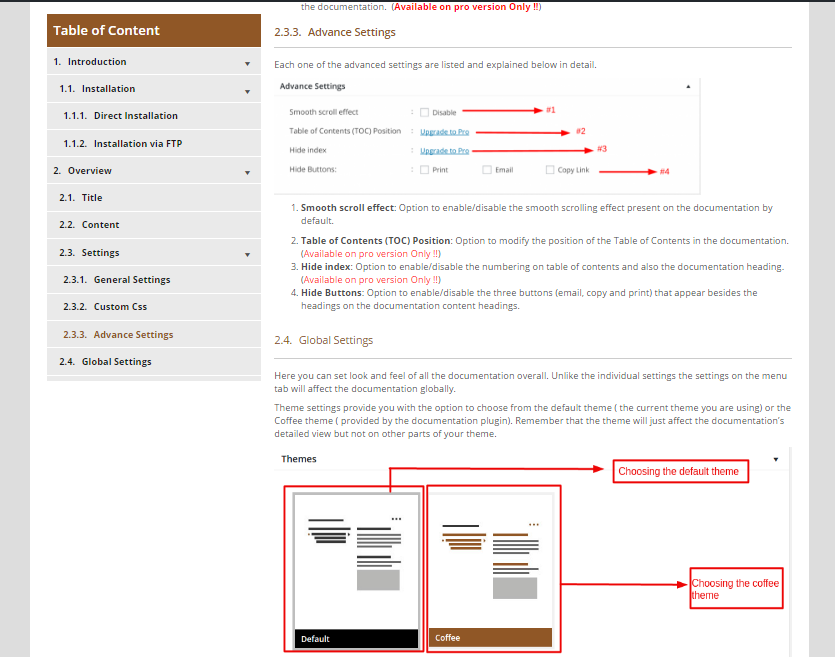 the documentation. (Available on pro version Only !!)
Table of Content
1. Introduction
1.1. Installation
1.1.1. Direct Installation
1.1.2. Installation via FTP
2. Overview
2.1. Title
2.2. Content
2.3. Settings
2.3.1. General Settings
2.3.2. Custom Css
2.3.3. Advance Settings
2.4. Global Settings
2.3.3. Advance Settings
Each one of the advanced settings are listed and explained below in detail.
Advance Settings
Smooth scroll effect : Disable #1
Table of Contents (TOC) Position : Upgrade to Pro #2
Hide index : Upgrade to Pro #3
Hide Buttons: : Print Email Copy Link #4
1. Smooth scroll effect: Option to enable/disable the smooth scrolling effect present on the documentation by
default.
2. Table of Contents (TOC) Position: Option to modify the position of the Table of Contents in the documentation.
(Available on pro version Only !!)
3. Hide index: Option to enable/disable the numbering on table of contents and also the documentation heading.
(Available on pro version Only !!)
4. Hide Buttons: Option to enable/disable the three buttons (email, copy and print) that appear besides the
headings on the documentation content headings.
2.4. Global Settings
Here you can set look and feel of all the documentation overall. Unlike the individual settings the settings on the menu
tab will affect the documentation globally.
Theme settings provide you with the option to choose from the default theme ( the current theme you are using) or the
Coffee theme ( provided by the documentation plugin). Remember that the theme will just affect the documentation's
detailed view but not on other parts of your theme.
Themes
Choosing the default theme
Choosing the coffee
theme
Default
Coffee